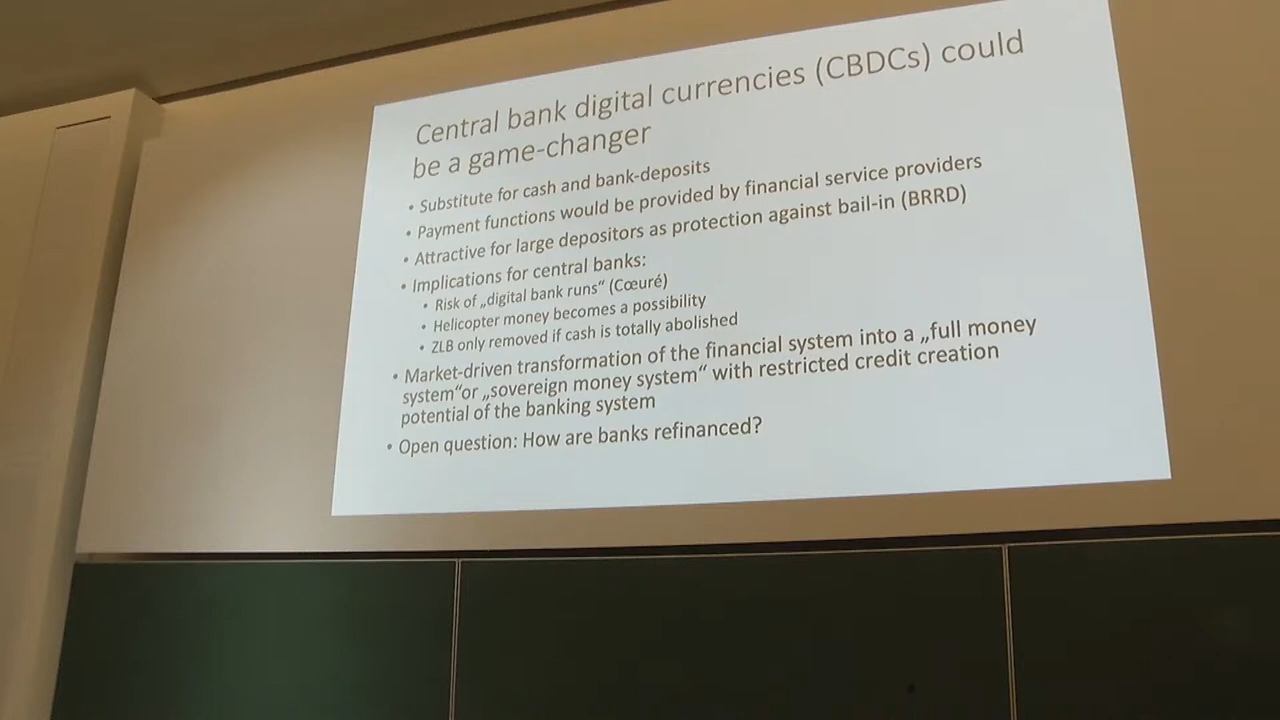 Central bank digital currencies (CBDCs) could
be a game-changer
• Substitute for cash and bank-deposits
• Payment functions would be provided by financial service providers
• Attractive for large depositors as protection against bail-in (BRRD)
• Implications for central banks:
• Risk of „digital bank runs“ (Cœuré)
• Helicopter money becomes a possibility
• ZLB only removed if cash is totally abolished
• Market-driven transformation of the financial system into a „full money
system“or „sovereign money system“ with restricted credit creation
potential of the banking system
• Open question: How are banks refinanced?